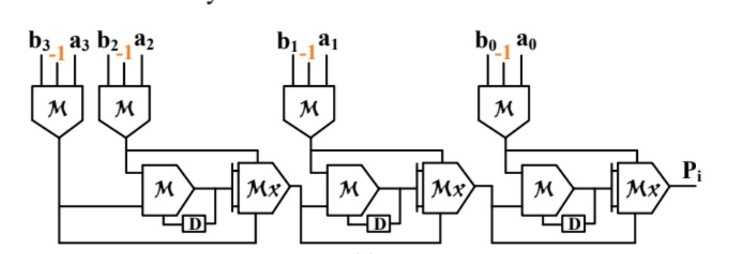 b3 -1 a3 b2 -1 a2 b1 -1 a1 b0 -1 a0
M M M M
M Mx M Mx M Mx Pi
D D D